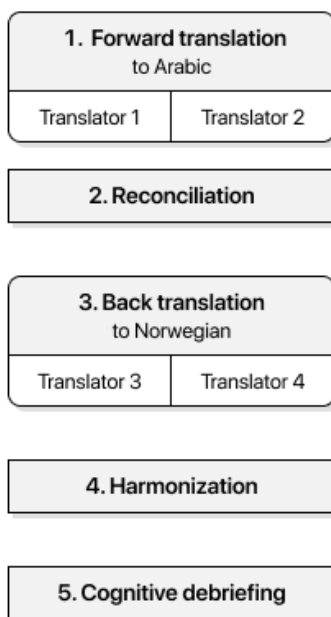 1. Forward translation
to Arabic
Translator 1
Translator 2
2. Reconciliation
3. Back translation
to Norwegian
Translator 3
Translator 4
4. Harmonization
5. Cognitive debriefing